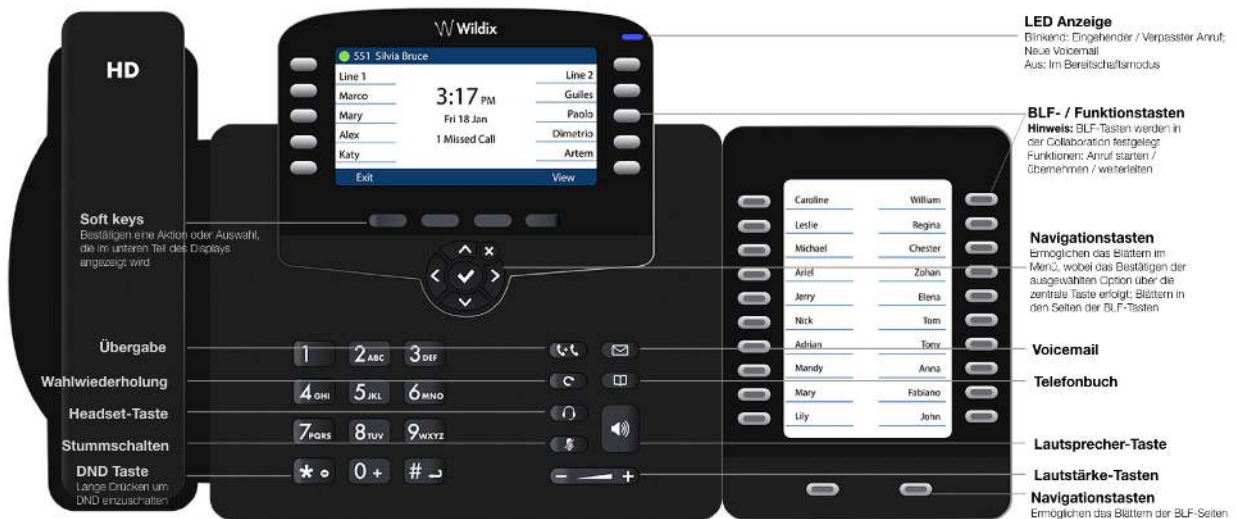 HD
Wildix
551 Silvia Bruce
Line 1
Line 2
Marco
Guiles
Mary
Paolo
Alex
Dimetrio
Katy
Artem
3:17 PM
Fri 18 Jan
1 Missed Call
Exit
View
LED Anzeige
Blinkend: Eingehender / Verpasster Anruf;
Neue Voicemail
Aus: Im Bereitschaftsmodus
BLF- / Funktionstasten
Hinweis: BLF-Tasten werden in
der Collaboration festgelegt
Funktionen: Anruf starten /
übernehmen / weiterleiten
Soft keys
Bestätigen eine Aktion oder Auswahl,
die im unteren Teil des Displays
angezeigt wird
Caroline
William
Leslie
Regina
Michael
Chester
Ariel
Zohan
Jerry
Elena
Nick
Tom
Adrian
Tony
Mandy
Anna
Mary
Fabiano
Lily
John
Navigationstasten
Ermöglichen das Blättern im
Menü, wobei das Bestätigen der
ausgewählten Option über die
zentrale Taste erfolgt; Blättern in
den Seiten der BLF-Tasten
Übergabe
Wahlwiederholung
Headset-Taste
Stummschalten
DND Taste
Lange Drücken um
DND einzuschalten
1
2 ABC
3 DEF
4 GHI
5 JKL
6 MNO
7 PQRS
8 TUV
9 WXYZ
*
0 +
#
- +
Voicemail
Telefonbuch
Lautsprecher-Taste
Lautstärke-Tasten
Navigationstasten
Ermöglichen das Blättern der BLF-Seiten